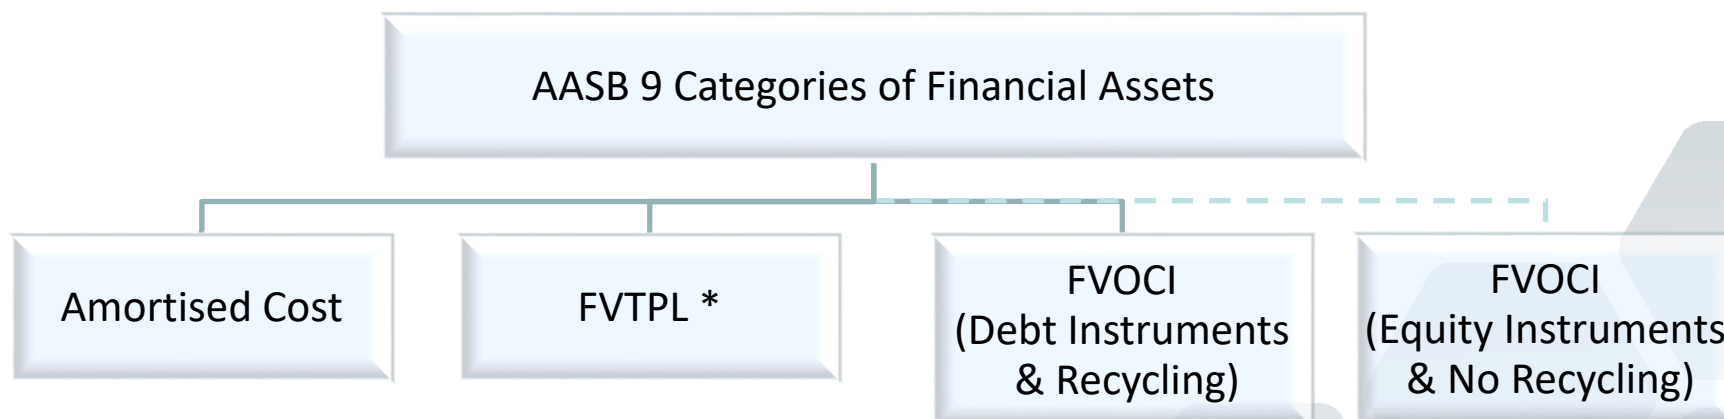 AASB 9 Categories of Financial Assets
Amortised Cost
FVTPL *
FVOCI
(Debt Instruments
& Recycling)
FVOCI
(Equity Instruments
& No Recycling)